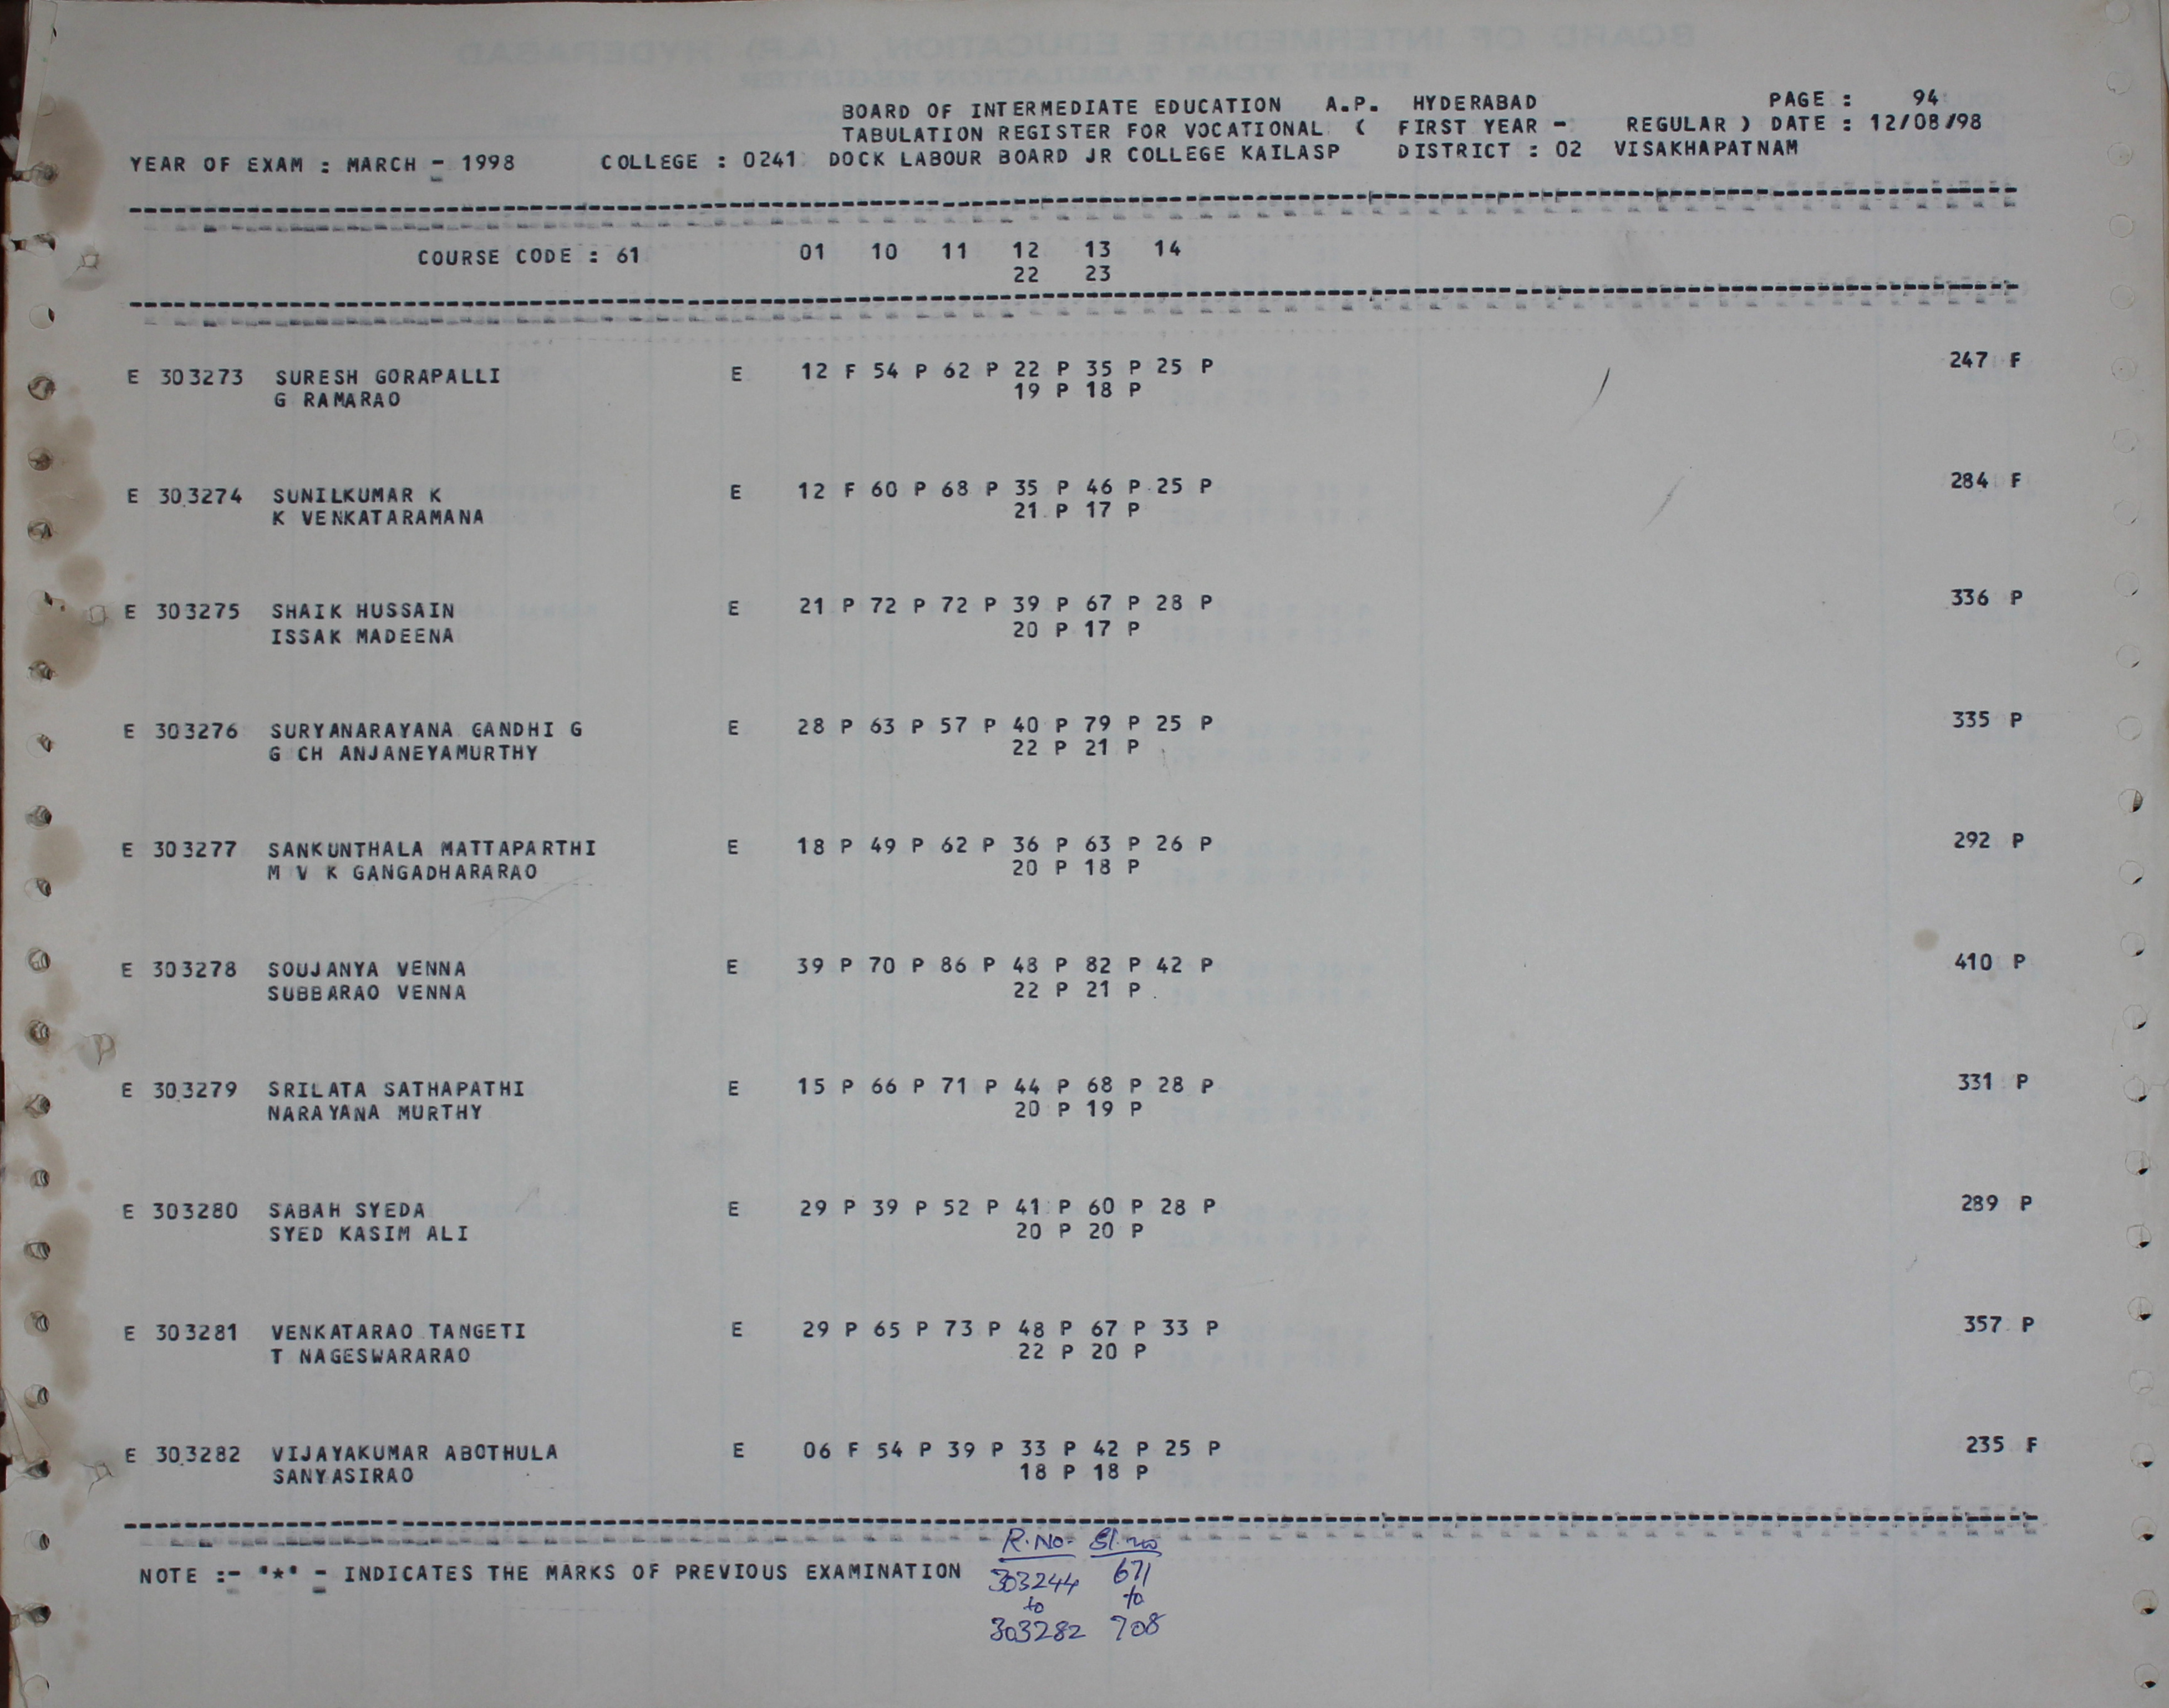 BOARD OF INTERMEDIATE EDUCATION A.P. HYDERABAD PAGE : 94
TABULATION REGISTER FOR VOCATIONAL ( FIRST YEAR - REGULAR ) DATE : 12/08/98
YEAR OF EXAM : MARCH - 1998 COLLEGE : 0241 DOCK LABOUR BOARD JR COLLEGE KAILASP DISTRICT : 02 VISAKHAPATNAM
COURSE CODE : 61 01 10 11 12 13 14
22 23
E 303273 SURESH GORAPALLI E 12 F 54 P 62 P 22 P 35 P 25 P 247 F
G RAMARAO 19 P 18 P
E 303274 SUNILKUMAR K E 12 F 60 P 68 P 35 P 46 P 25 P 284 F
K VENKATARAMANA 21 P 17 P
E 303275 SHAIK HUSSAIN E 21 P 72 P 72 P 39 P 67 P 28 P 336 P
ISSAK MADEENA 20 P 17 P
E 303276 SURYANARAYANA GANDHI G E 28 P 63 P 57 P 40 P 79 P 25 P 335 P
G CH ANJANEYAMURTHY 22 P 21 P
E 303277 SANKUNTHALA MATTAPARTHI E 18 P 49 P 62 P 36 P 63 P 26 P 292 P
M V K GANGADHARARAO 20 P 18 P
E 303278 SOUJANYA VENNA E 39 P 70 P 86 P 48 P 82 P 42 P 410 P
SUBBARAO VENNA 22 P 21 P
E 303279 SRILATA SATHAPATHI E 15 P 66 P 71 P 44 P 68 P 28 P 331 P
NARAYANA MURTHY 20 P 19 P
E 303280 SABAH SYEDA E 29 P 39 P 52 P 41 P 60 P 28 P 289 P
SYED KASIM ALI 20 P 20 P
E 303281 VENKATARAO TANGETI E 29 P 65 P 73 P 48 P 67 P 33 P 357 P
T NAGESWARARAO 22 P 20 P
E 303282 VIJAYAKUMAR ABOTHULA E 06 F 54 P 39 P 33 P 42 P 25 P 235 F
SANYASIRAO 18 P 18 P
NOTE :- '*' - INDICATES THE MARKS OF PREVIOUS EXAMINATION
R.No. Sl.no
303244 671
to to
303282 708